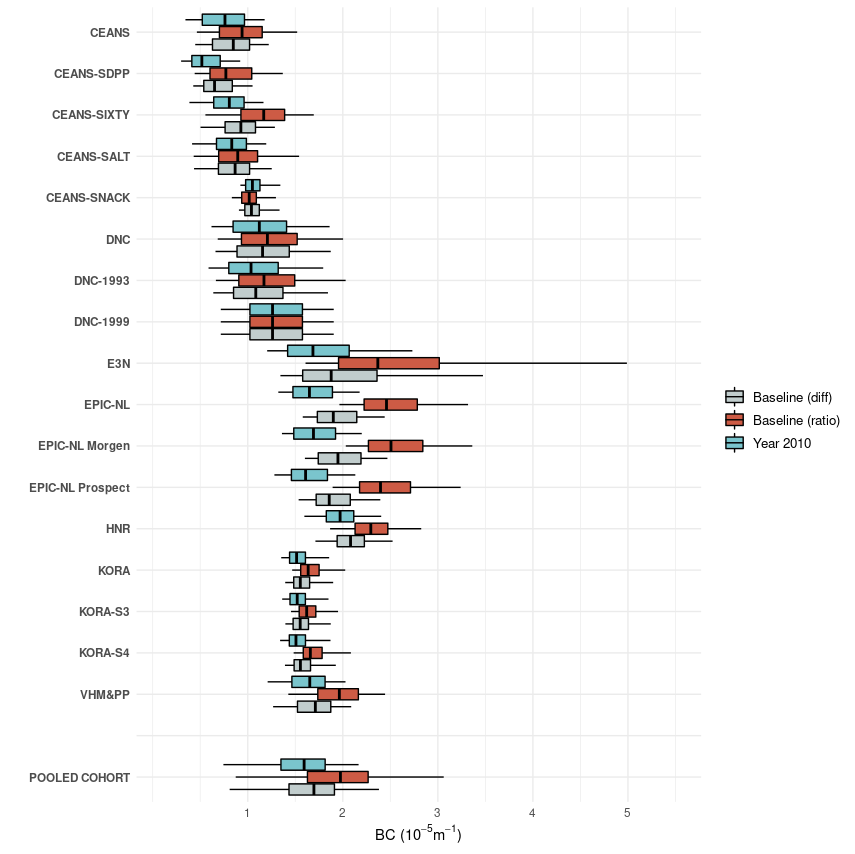 CEANS
CEANS-SDPP
CEANS-SIXTY
CEANS-SALT
CEANS-SNACK
DNC
DNC-1993
DNC-1999
E3N
EPIC-NL
EPIC-NL Morgen
EPIC-NL Prospect
HNR
KORA
KORA-S3
KORA-S4
VHM&PP
POOLED COHORT
1 2 3 4 5
BC (10⁻⁵m⁻¹)
Baseline (diff)
Baseline (ratio)
Year 2010